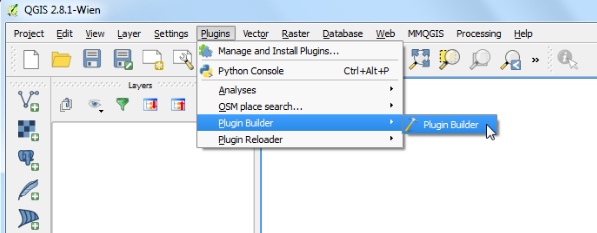 QGIS 2.8.1-Wien
Project Edit View Layer Settings Plugins Vector Raster Database Web MMQGIS Processing Help
Manage and Install Plugins...
Python Console Ctrl+Alt+P
Layers
Analyses
OSM place search...
Plugin Builder
Plugin Builder
Plugin Reloader